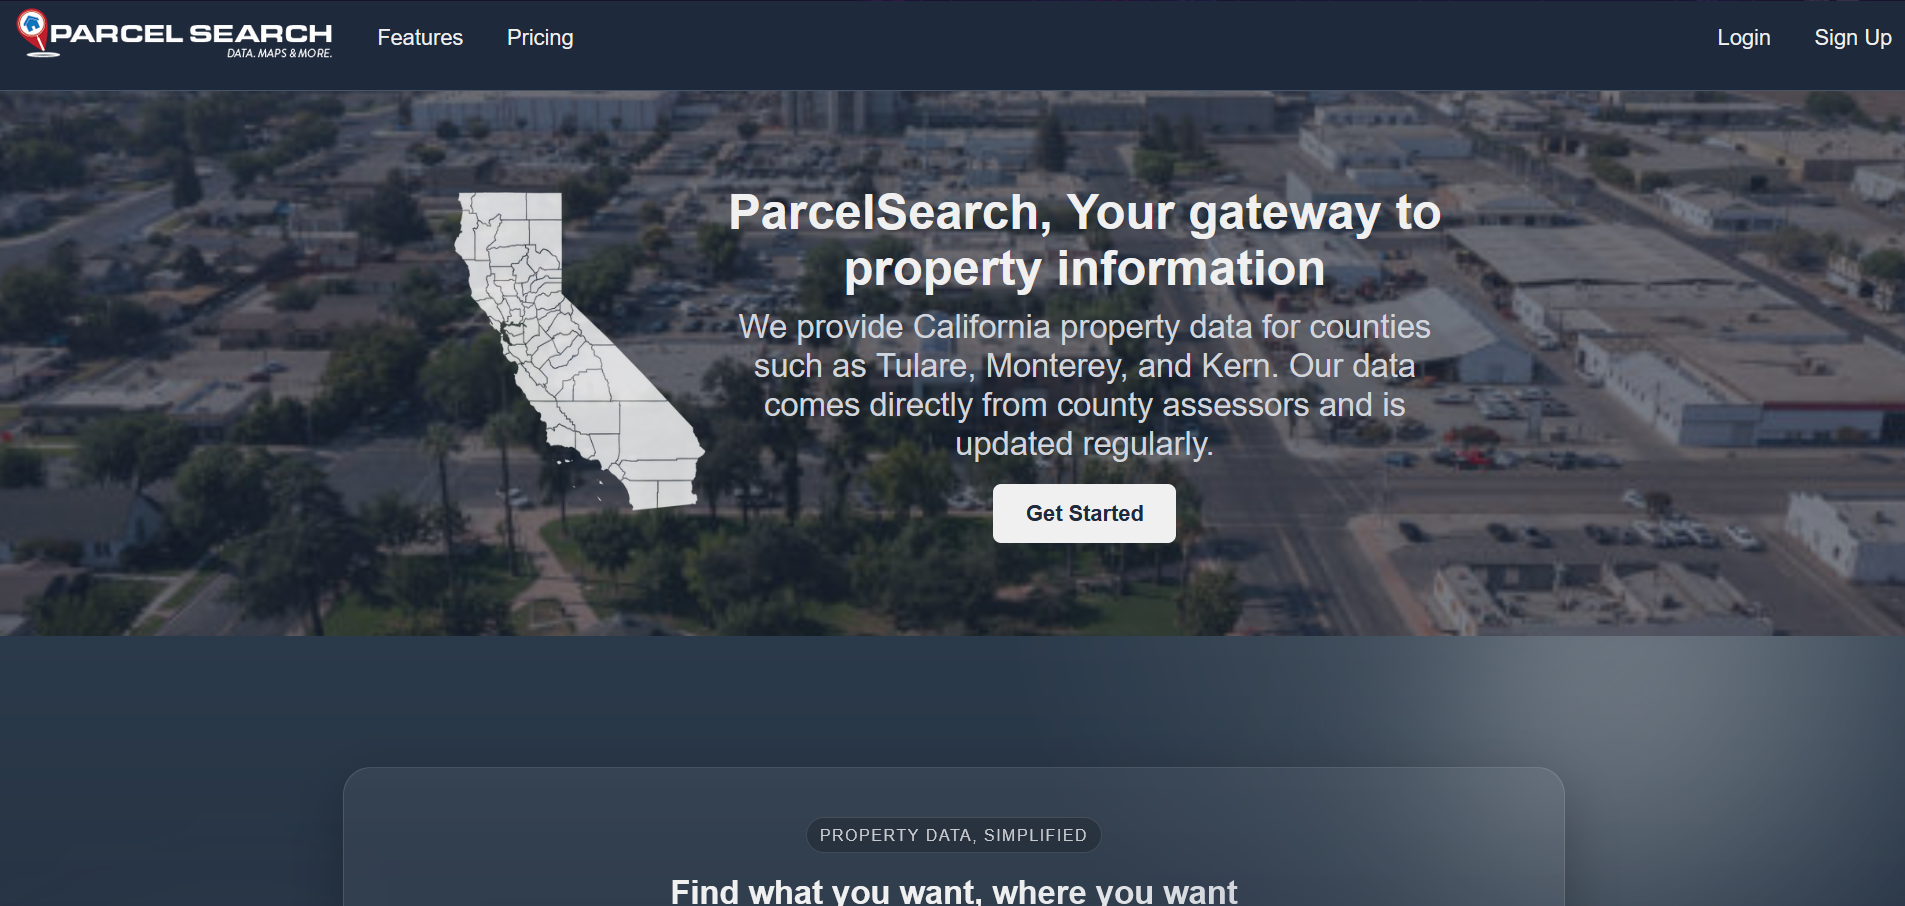 PARCEL SEARCH
DATA. MAPS & MORE.
Features
Pricing
Login
Sign Up
ParcelSearch, Your gateway to
property information
We provide California property data for counties
such as Tulare, Monterey, and Kern. Our data
comes directly from county assessors and is
updated regularly.
Get Started
PROPERTY DATA, SIMPLIFIED
Find what you want, where you want